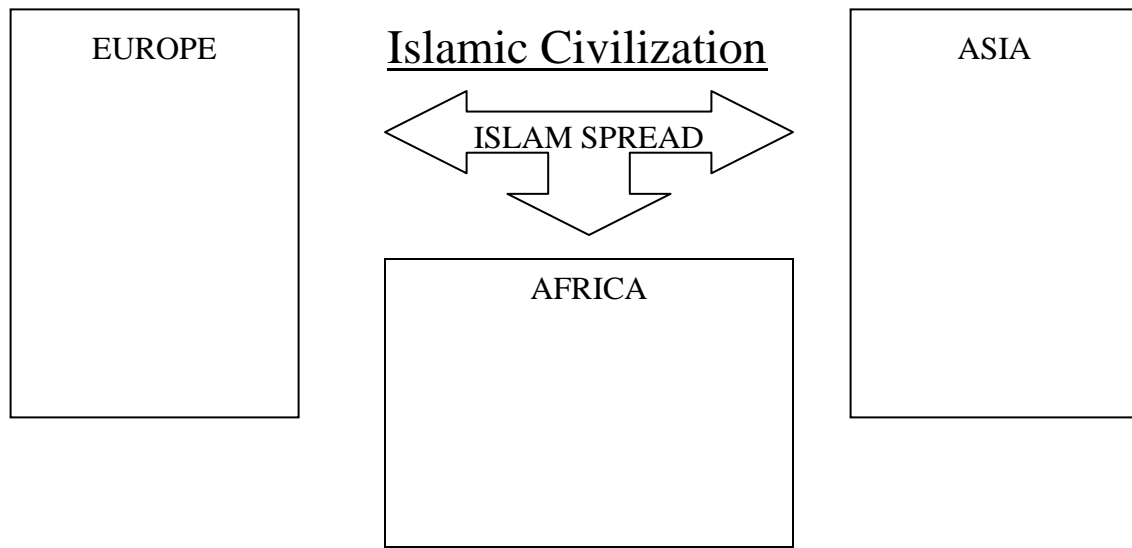 EUROPE
Islamic Civilization
ASIA
ISLAM SPREAD
AFRICA